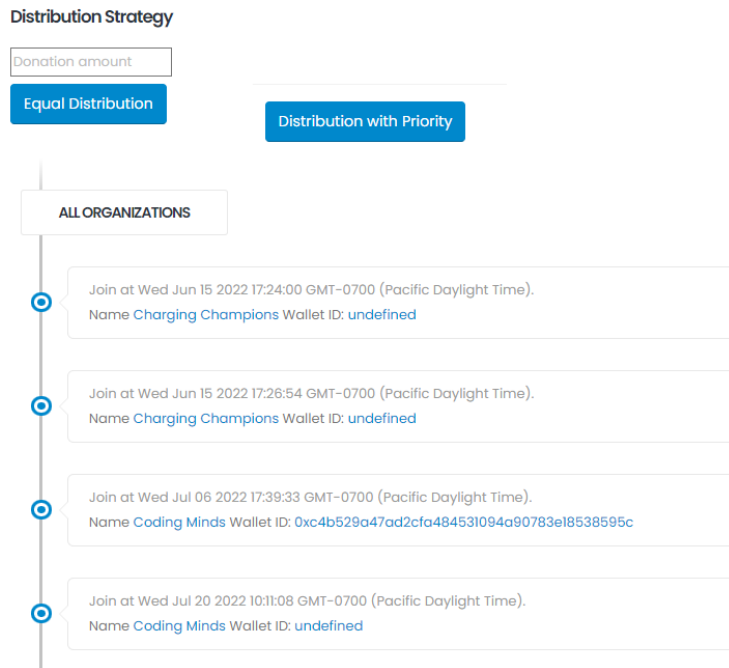 Distribution Strategy
Donation amount
Equal Distribution
Distribution with Priority
ALL ORGANIZATIONS
Join at Wed Jun 15 2022 17:24:00 GMT-0700 (Pacific Daylight Time).
Name Charging Champions Wallet ID: undefined
Join at Wed Jun 15 2022 17:26:54 GMT-0700 (Pacific Daylight Time).
Name Charging Champions Wallet ID: undefined
Join at Wed Jul 06 2022 17:39:33 GMT-0700 (Pacific Daylight Time).
Name Coding Minds Wallet ID: 0xc4b529a47ad2cfa484531094a90783e18538595c
Join at Wed Jul 20 2022 10:11:08 GMT-0700 (Pacific Daylight Time).
Name Coding Minds Wallet ID: undefined